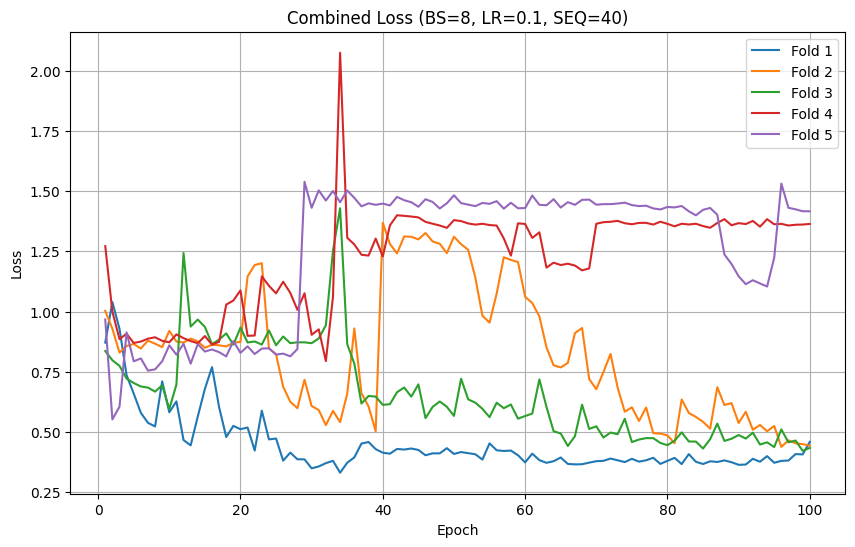 Combined Loss (BS=8, LR=0.1, SEQ=40)
Loss
2.00
1.75
1.50
1.25
1.00
0.75
0.50
0.25
Fold 1
Fold 2
Fold 3
Fold 4
Fold 5
0 20 40 60 80 100
Epoch